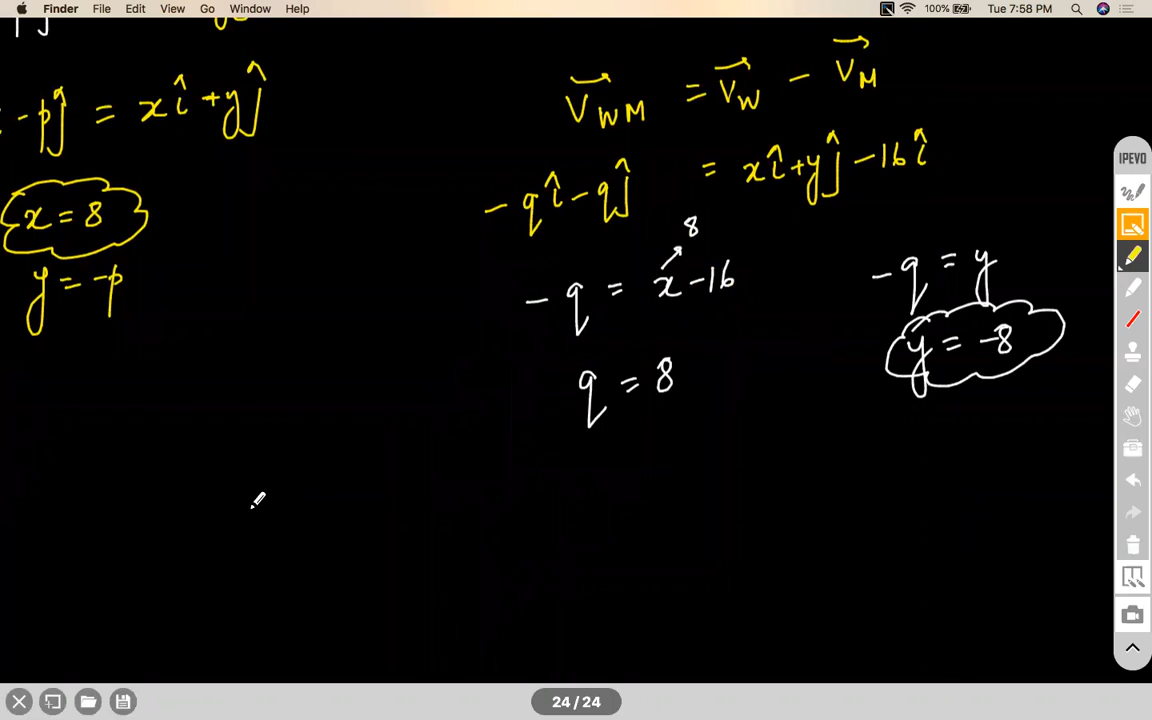 Finder File Edit View Go Window Help 100% Tue 7:58 PM
- pĵ = xî + yĵ
x = 8
y = -p
V⃗WM = V⃗W - V⃗M
- qî - qĵ = xî + yĵ - 16î
8
- q = x - 16
q = 8
- q = y
y = -8
IPEVO
24 / 24